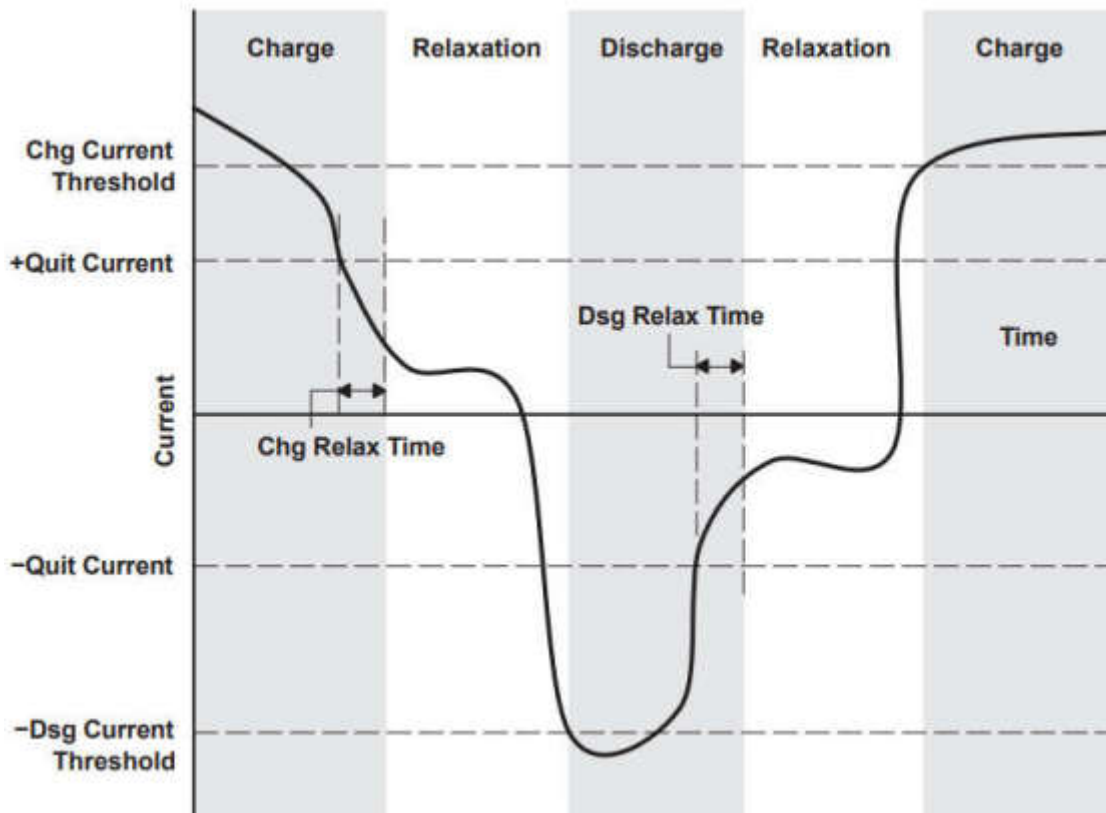 Charge
Relaxation
Discharge
Relaxation
Charge
Chg Current
Threshold
+Quit Current
Dsg Relax Time
Time
Current
Chg Relax Time
−Quit Current
−Dsg Current
Threshold